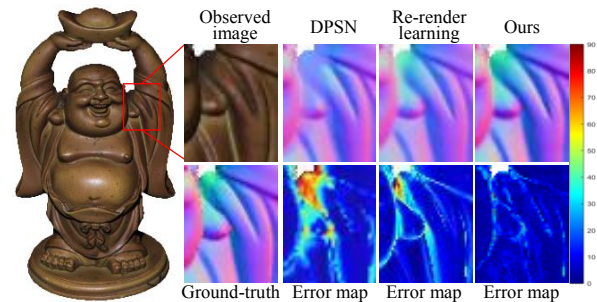 Observed
image
DPSN
Re-render
learning
Ours
90
80
70
60
50
40
30
20
10
0
Ground-truth
Error map
Error map
Error map